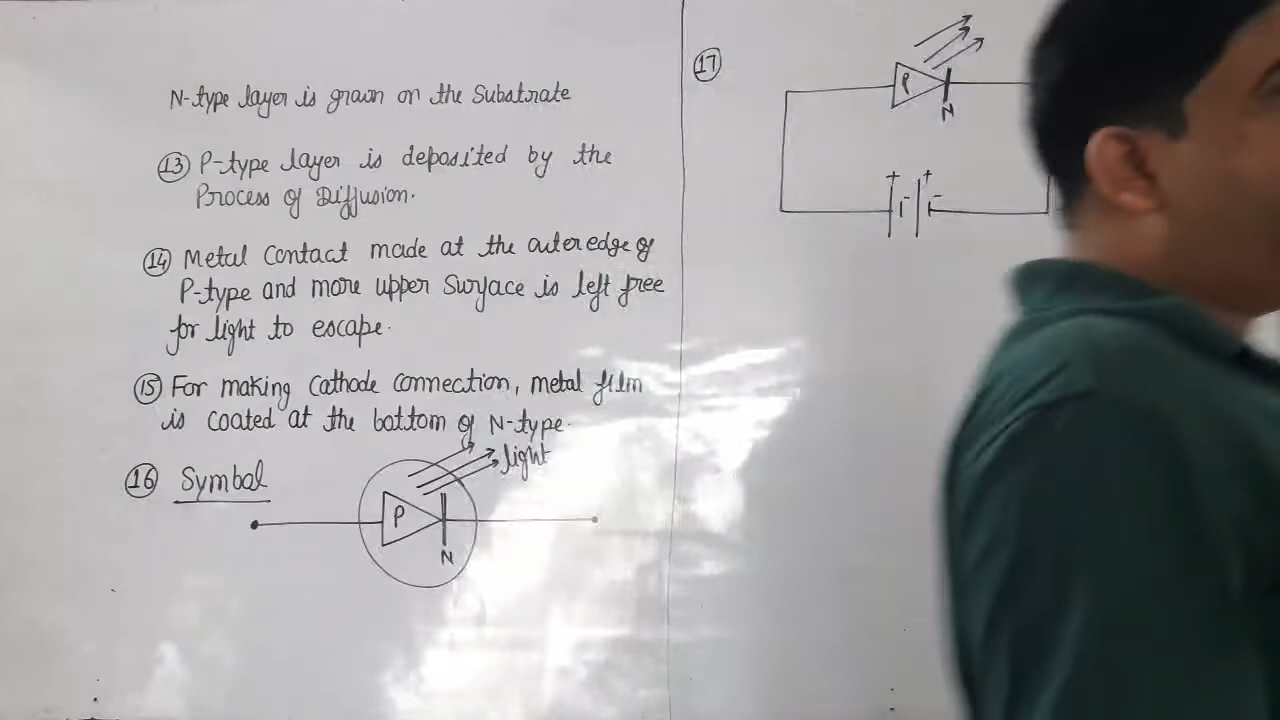 N-type layer is grown on the Substrate
13 P-type layer is deposited by the
Process of Diffusion.
14 Metal Contact made at the outer edge of
P-type and more upper Surface is left free
for light to escape.
15 For making Cathode Connection, metal film
is coated at the bottom of N-type.
light
16 Symbol
P
N
17
P
N
+ - + -